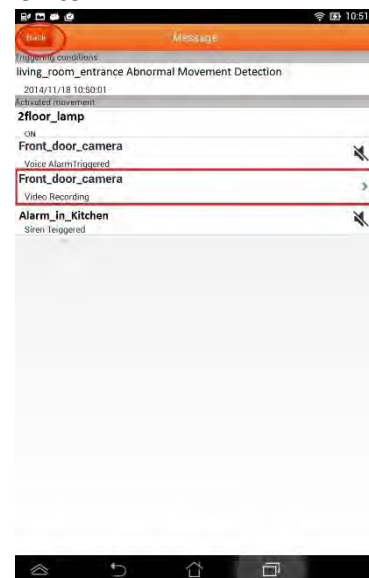 10:51
Back
Message
Triggering conditions
living_room_entrance Abnormal Movement Detection
2014/11/18 10:50:01
Activated movement
2floor_lamp
ON
Front_door_camera
Voice AlarmTriggered
Front_door_camera
Video Recording
Alarm_in_Kitchen
Siren Teiggered